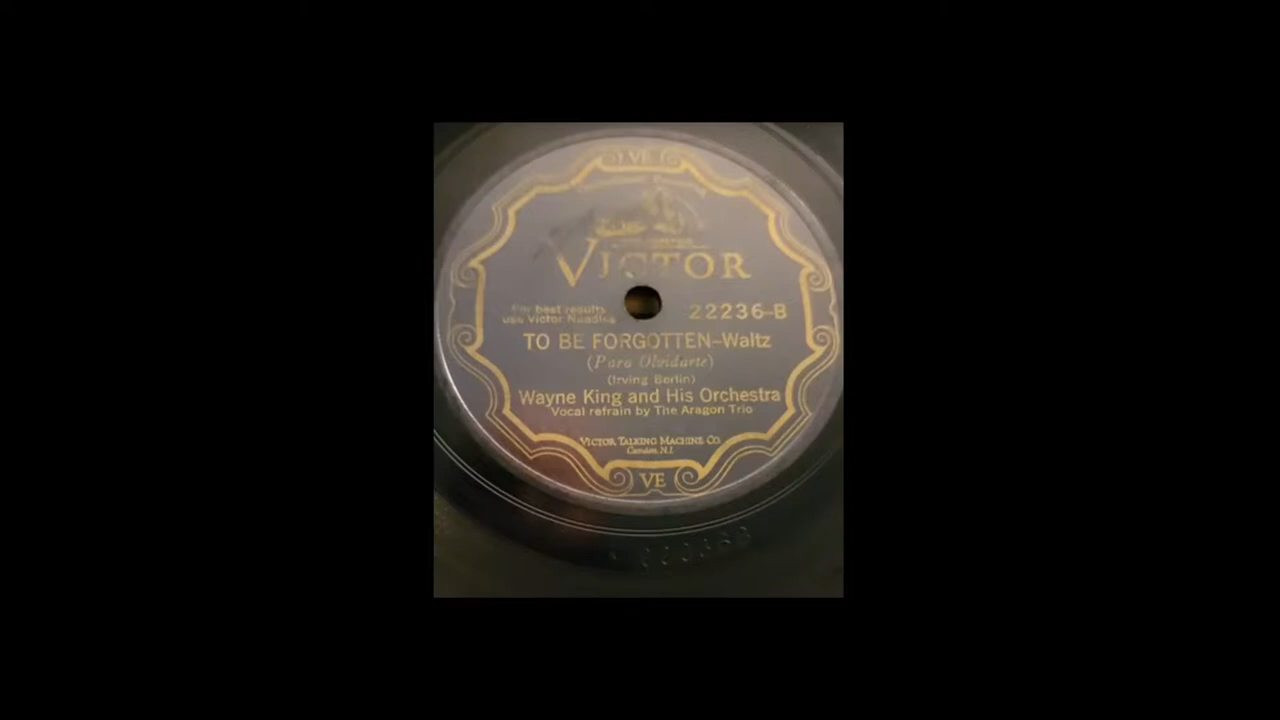 VE
VICTOR
For best results
use Victor Needles
22236-B
TO BE FORGOTTEN-Waltz
(Para Olvidarte)
(Irving Berlin)
Wayne King and His Orchestra
Vocal refrain by The Aragon Trio
VICTOR TALKING MACHINE CO.
Camden, N.J.
VE